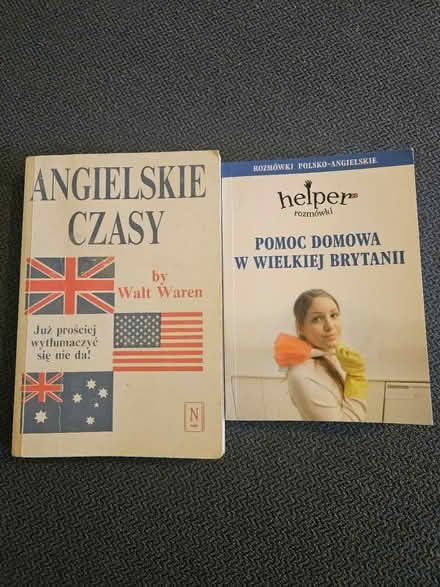 ANGIELSKIE
CZASY
by
Walt Waren
Już prościej
wytłumaczyć
się nie da!
N
ROZMÓWKI POLSKO-ANGIELSKIE
helper
rozmówki
POMOC DOMOWA
W WIELKIEJ BRYTANII